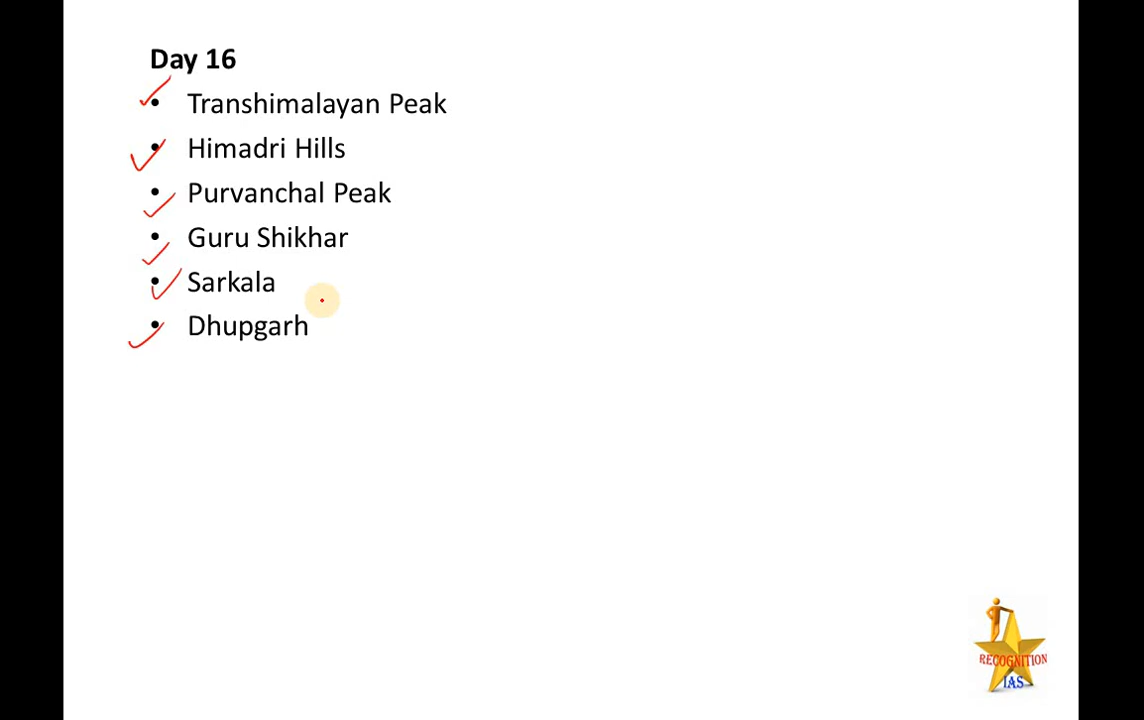 Day 16
• Transhimalayan Peak
• Himadri Hills
• Purvanchal Peak
• Guru Shikhar
• Sarkala
• Dhupgarh
RECOGNITION
IAS